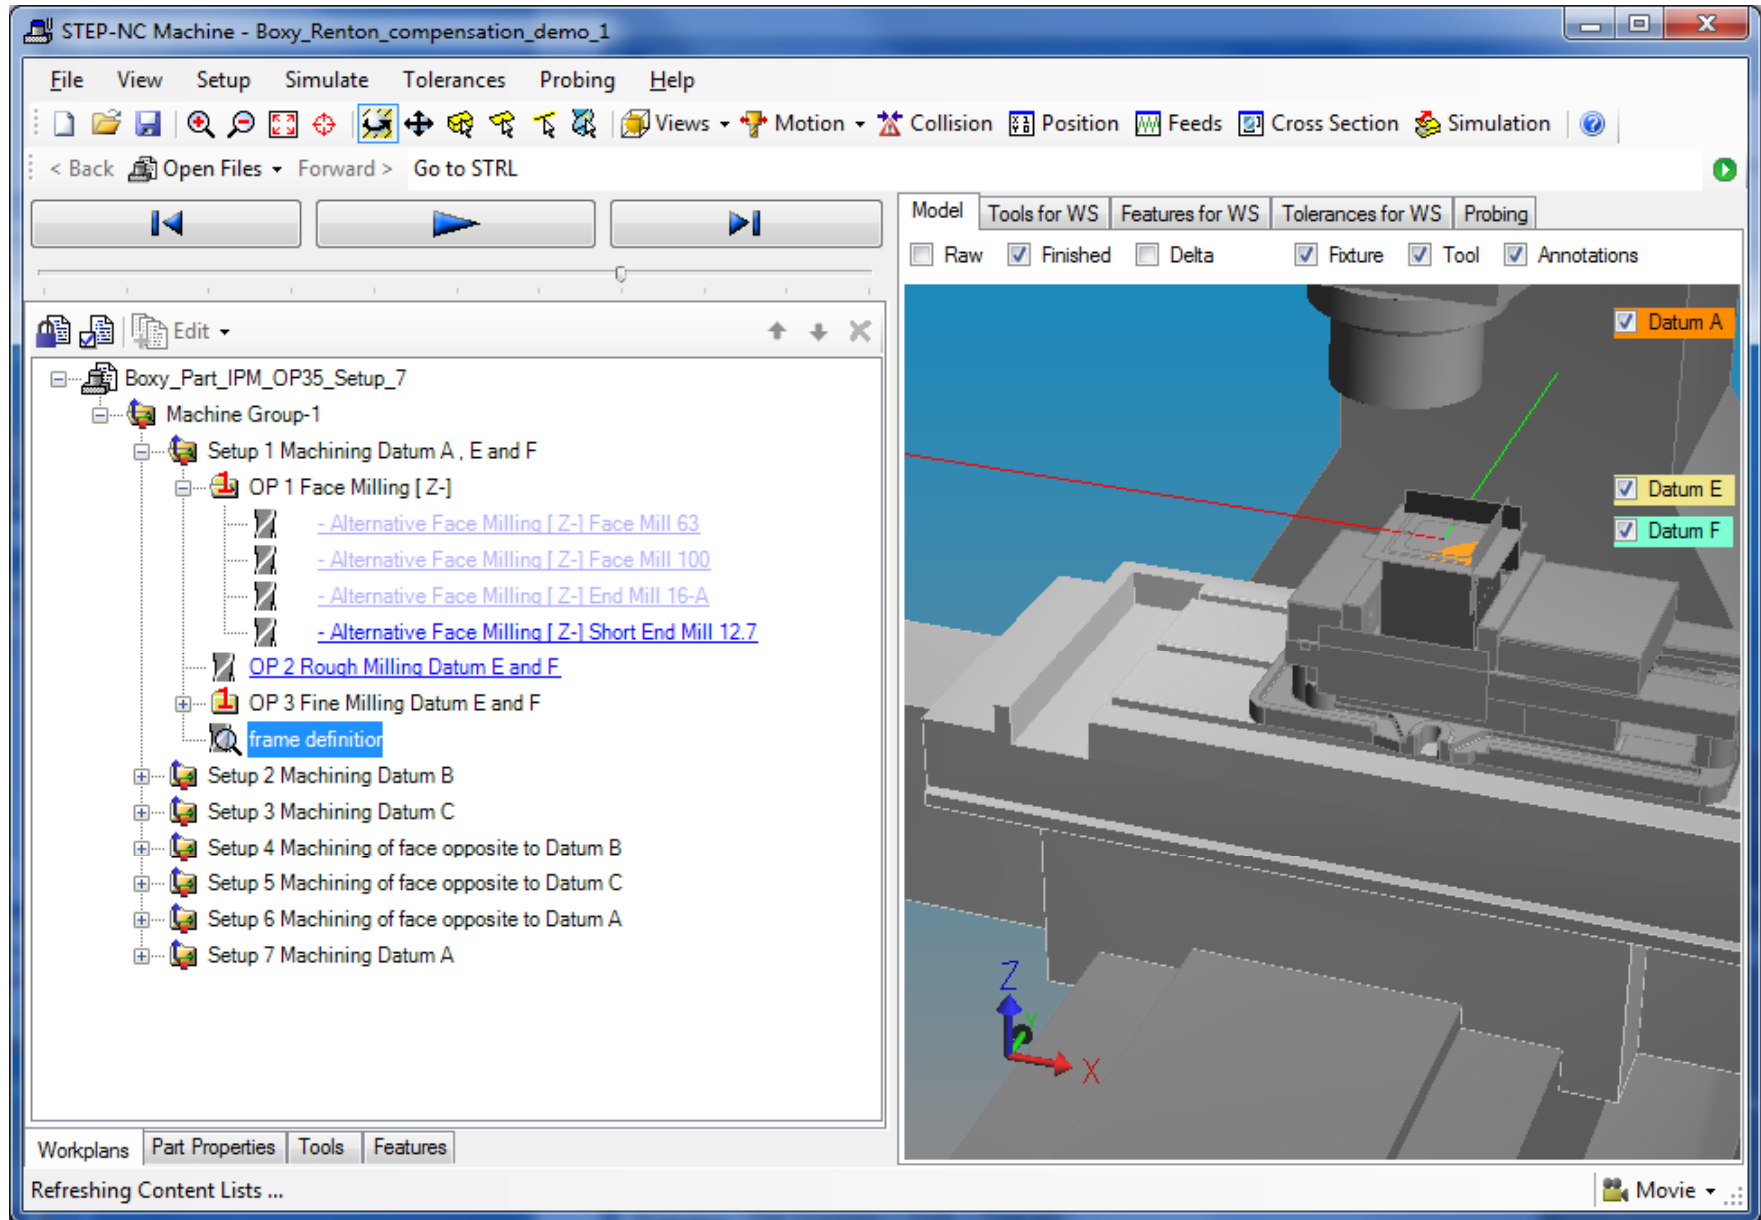 STEP-NC Machine - Boxy_Renton_compensation_demo_1
File View Setup Simulate Tolerances Probing Help
Views Motion Collision Position Feeds Cross Section Simulation
< Back Open Files Forward > Go to STRL
Model Tools for WS Features for WS Tolerances for WS Probing
Raw Finished Delta Fixture Tool Annotations
Edit
Boxy_Part_IPM_OP35_Setup_7
Machine Group-1
Setup 1 Machining Datum A , E and F
OP 1 Face Milling [ Z-]
- Alternative Face Milling [ Z-] Face Mill 63
- Alternative Face Milling [ Z-] Face Mill 100
- Alternative Face Milling [ Z-] End Mill 16-A
- Alternative Face Milling [ Z-] Short End Mill 12.7
OP 2 Rough Milling Datum E and F
OP 3 Fine Milling Datum E and F
frame definition
Setup 2 Machining Datum B
Setup 3 Machining Datum C
Setup 4 Machining of face opposite to Datum B
Setup 5 Machining of face opposite to Datum C
Setup 6 Machining of face opposite to Datum A
Setup 7 Machining Datum A
Datum A
Datum E
Datum F
Z
Y
X
Workplans Part Properties Tools Features
Refreshing Content Lists ...
Movie